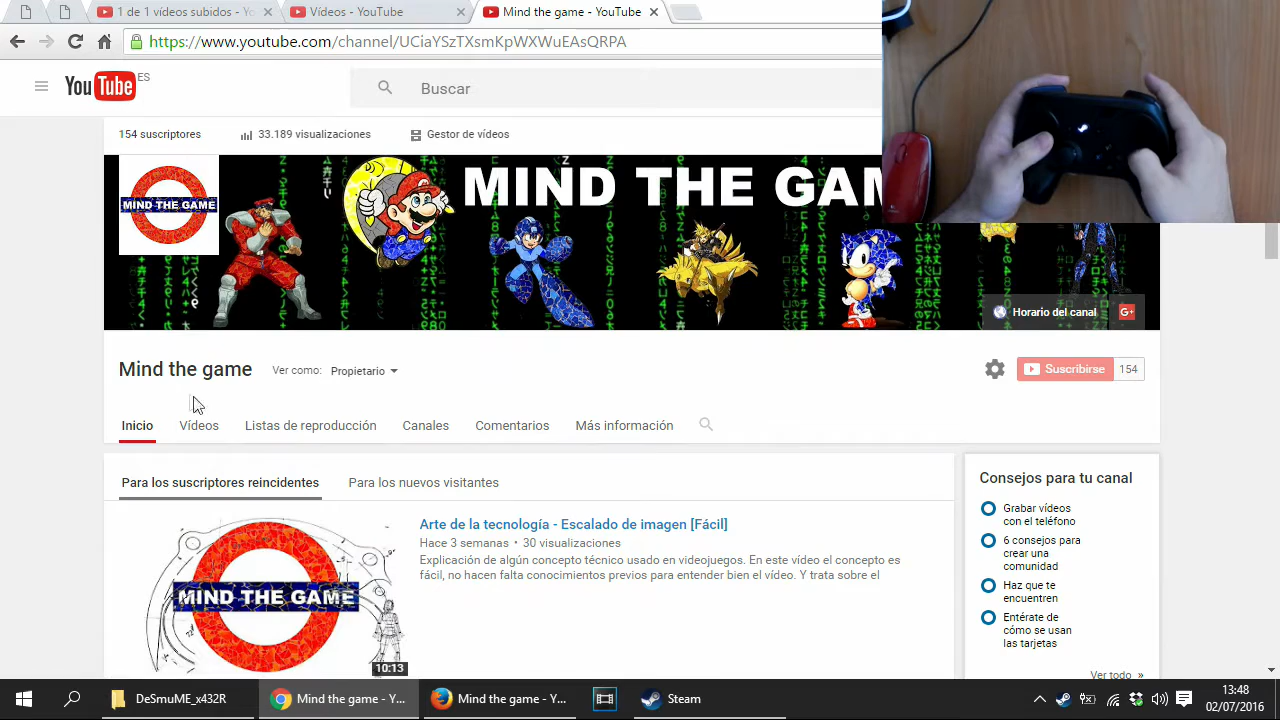 1 de 1 vídeos subidos - Yo
Vídeos - YouTube
Mind the game - YouTube
https://www.youtube.com/channel/UCiaYSzTXsmKpWXWuEAsQRPA
YouTube ES
Buscar
154 suscriptores
33.189 visualizaciones
Gestor de vídeos
MIND THE GAM
MIND THE GAME
Horario del canal
G+
Mind the game
Ver como:
Propietario
Suscribirse
154
Inicio
Vídeos
Listas de reproducción
Canales
Comentarios
Más información
Para los suscriptores reincidentes
Para los nuevos visitantes
Consejos para tu canal
Arte de la tecnología - Escalado de imagen [Fácil]
Hace 3 semanas • 30 visualizaciones
Explicación de algún concepto técnico usado en videojuegos. En este vídeo el concepto es
fácil, no hacen falta conocimientos previos para entender bien el vídeo. Y trata sobre el
MIND THE GAME
10:13
Grabar vídeos
con el teléfono
6 consejos para
crear una
comunidad
Haz que te
encuentren
Entérate de
cómo se usan
las tarjetas
Ver todo »
DeSmuME_x432R
Mind the game - Y...
Mind the game - Y...
Steam
13:48
02/07/2016